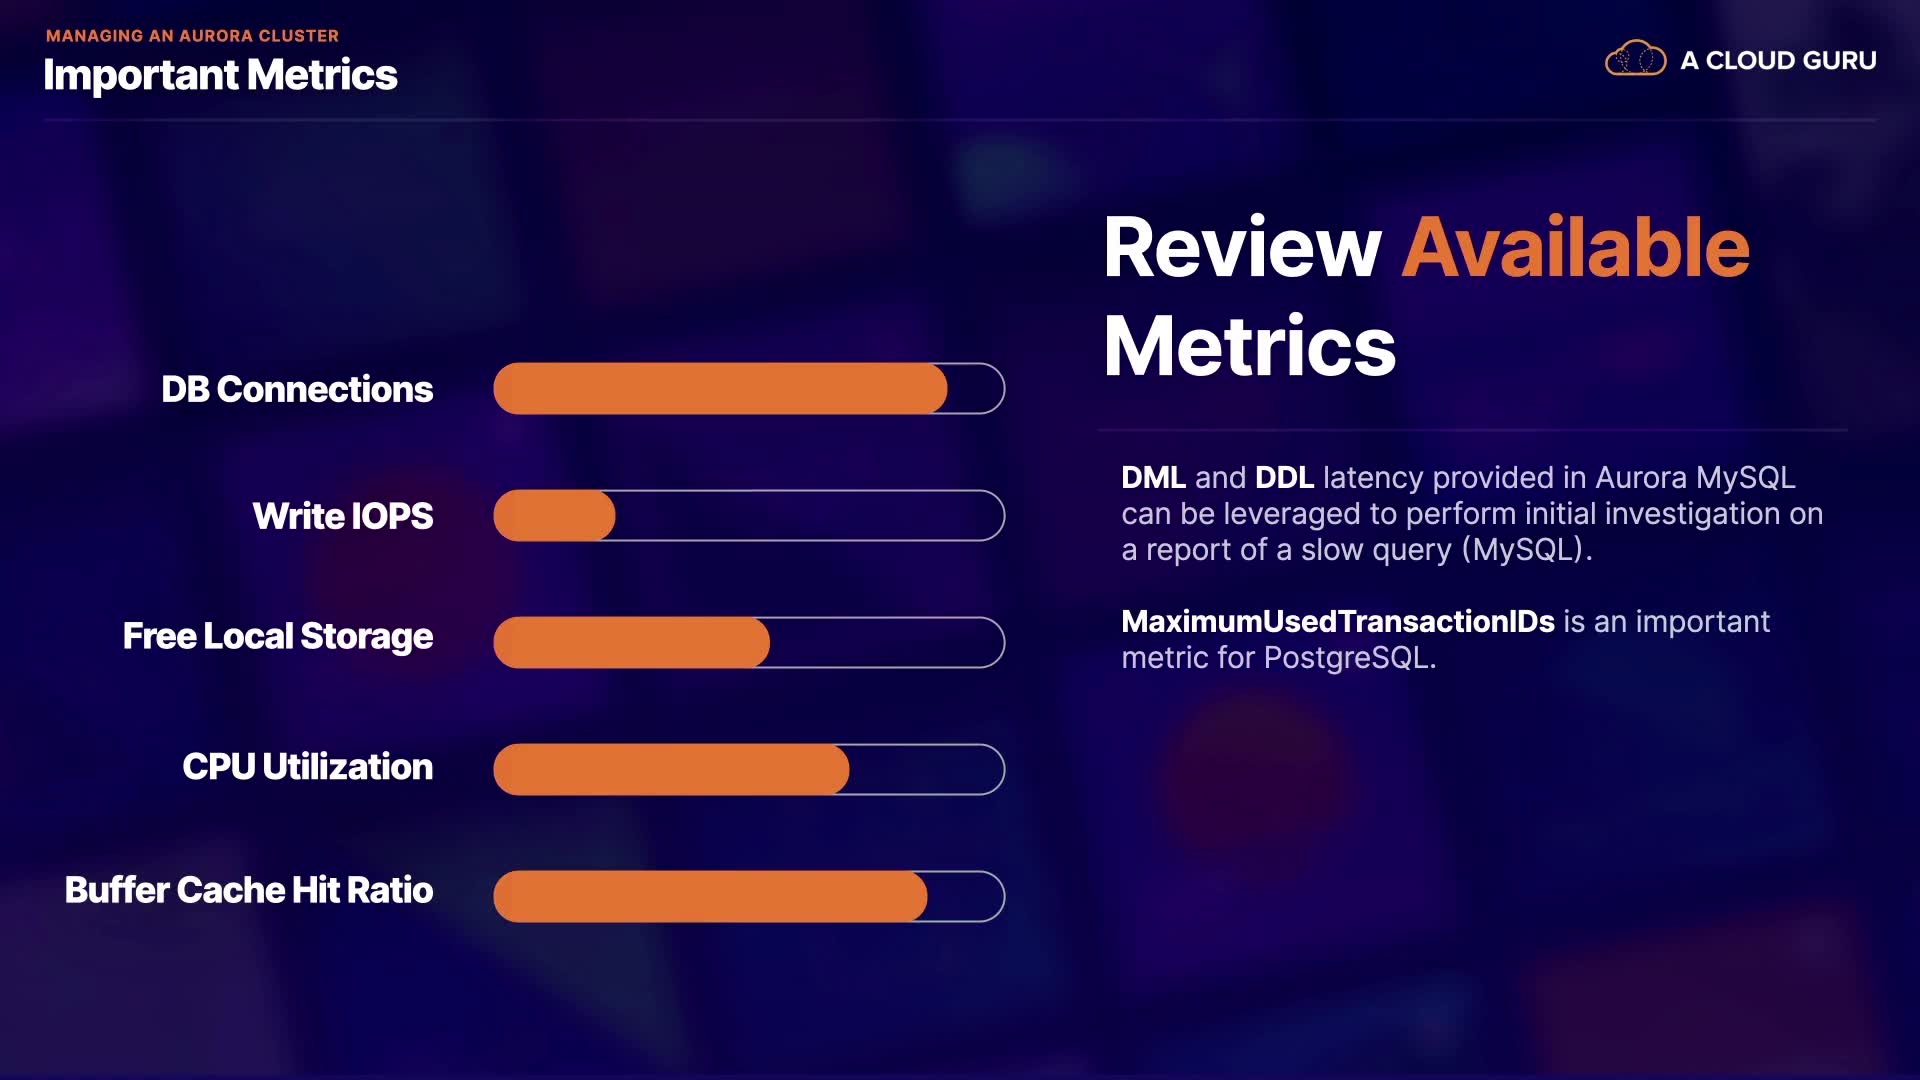 MANAGING AN AURORA CLUSTER
Important Metrics
A CLOUD GURU
DB Connections
Write IOPS
Free Local Storage
CPU Utilization
Buffer Cache Hit Ratio
Review Available
Metrics
DML and DDL latency provided in Aurora MySQL
can be leveraged to perform initial investigation on
a report of a slow query (MySQL).
MaximumUsedTransactionIDs is an important
metric for PostgreSQL.